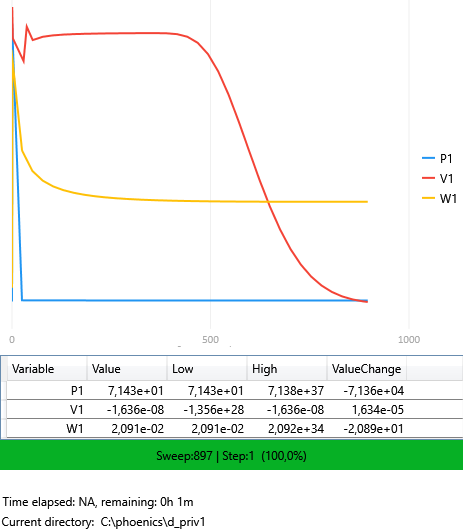 P1
V1
W1
0 500 1000
Variable Value Low High ValueChange
P1 7,143e+01 7,143e+01 7,138e+37 -7,136e+04
V1 -1,636e-08 -1,356e+28 -1,636e-08 1,634e-05
W1 2,091e-02 2,091e-02 2,092e+34 -2,089e+01
Sweep:897 | Step:1 (100,0%)
Time elapsed: NA, remaining: 0h 1m
Current directory: C:\phoenics\d_priv1